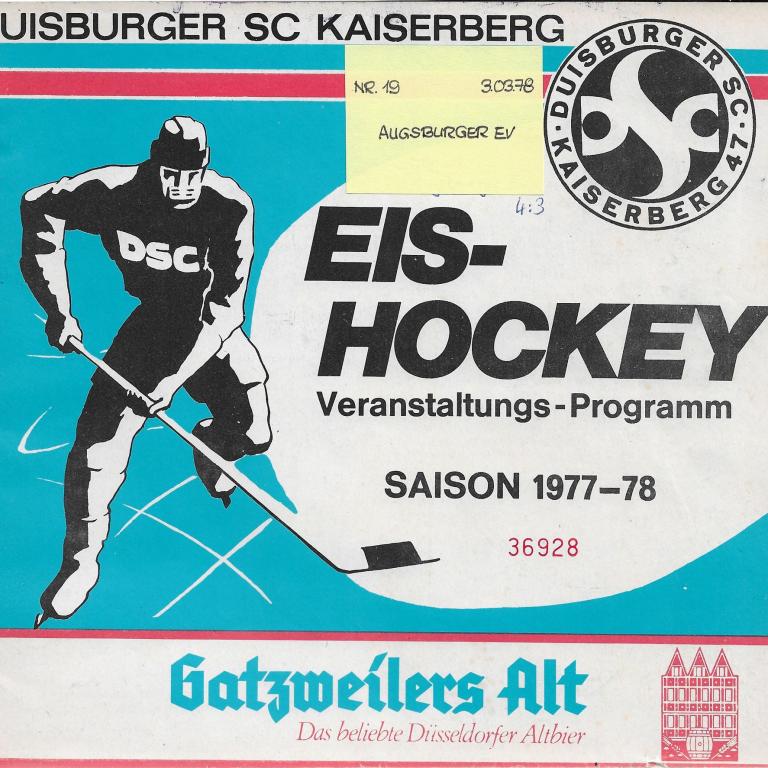 UISBURGER SC KAISERBERG
NR. 19 3.03.78
AUGSBURGER EV
4:3
DUISBURGER SC
KAISERBERG 47
DSC
DSC
EIS-
HOCKEY
Veranstaltungs-Programm
SAISON 1977–78
36928
Gatzweilers Alt
Das beliebte Düsseldorfer Altbier